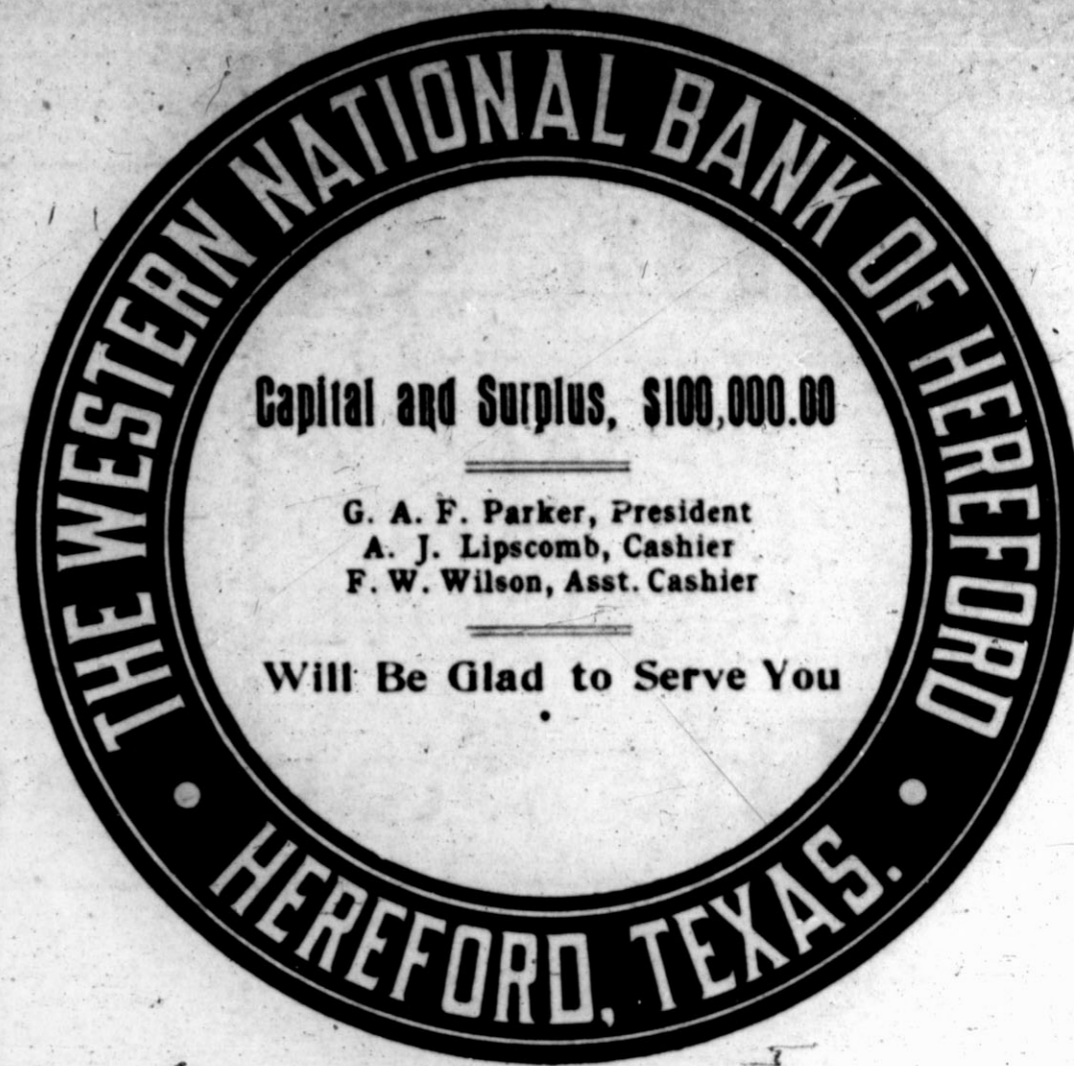 THE WESTERN NATIONAL BANK OF HEREFORD
Capital and Surplus, $100,000.00
G. A. F. Parker, President
A. J. Lipscomb, Cashier
F. W. Wilson, Asst. Cashier
Will Be Glad to Serve You
HEREFORD, TEXAS.